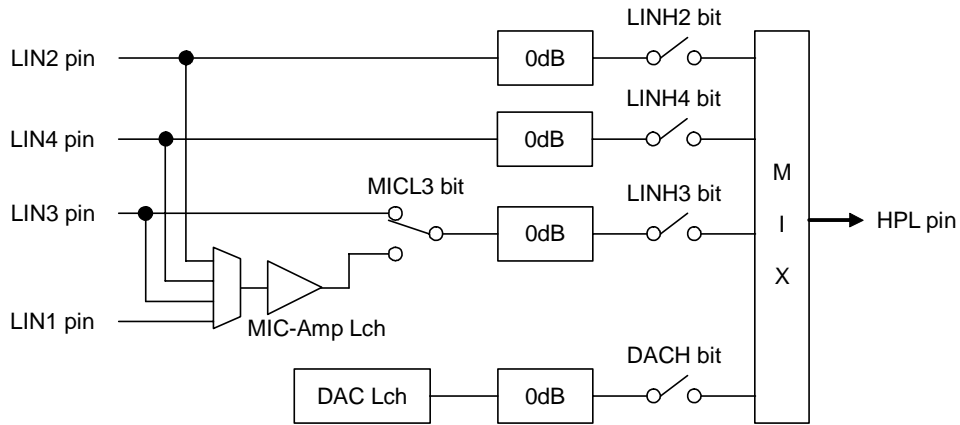 LINH2 bit
LIN2 pin
0dB
LINH4 bit
LIN4 pin
0dB
M
I
X
MICL3 bit
LINH3 bit
LIN3 pin
0dB
HPL pin
LIN1 pin
MIC-Amp Lch
DACH bit
DAC Lch
0dB